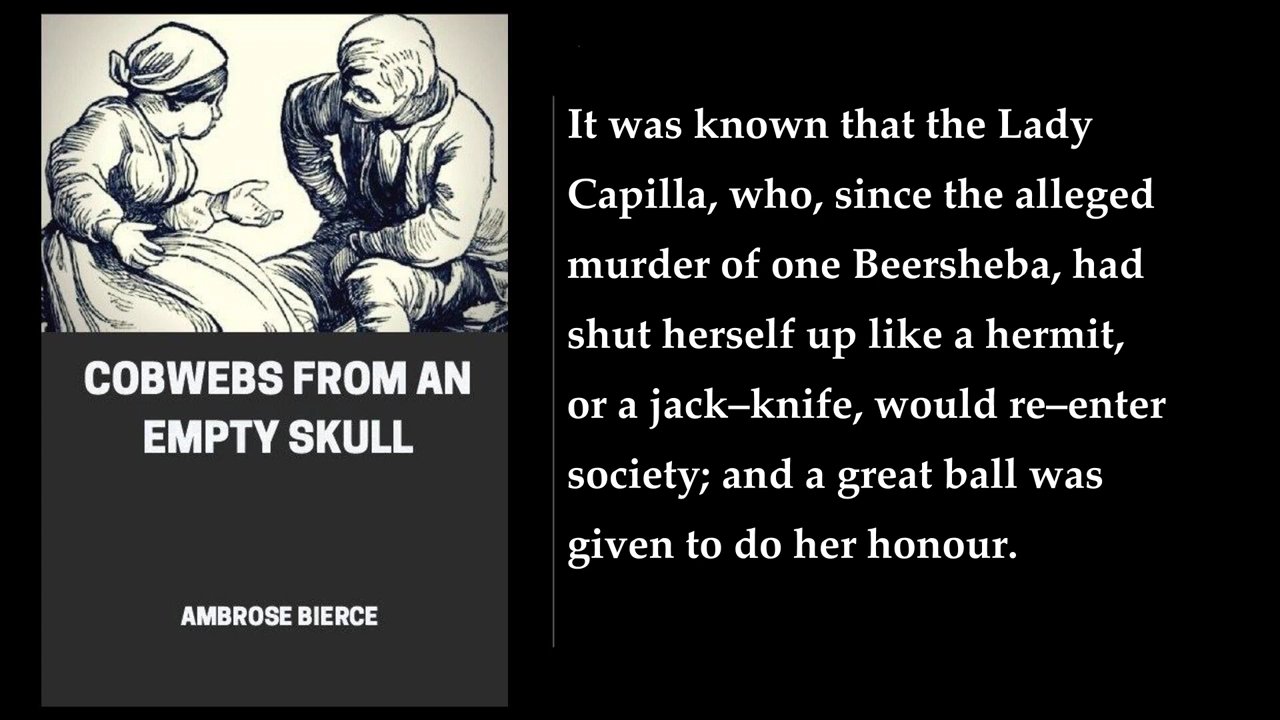 COBWEBS FROM AN
EMPTY SKULL
AMBROSE BIERCE
It was known that the Lady
Capilla, who, since the alleged
murder of one Beersheba, had
shut herself up like a hermit,
or a jack–knife, would re–enter
society; and a great ball was
given to do her honour.